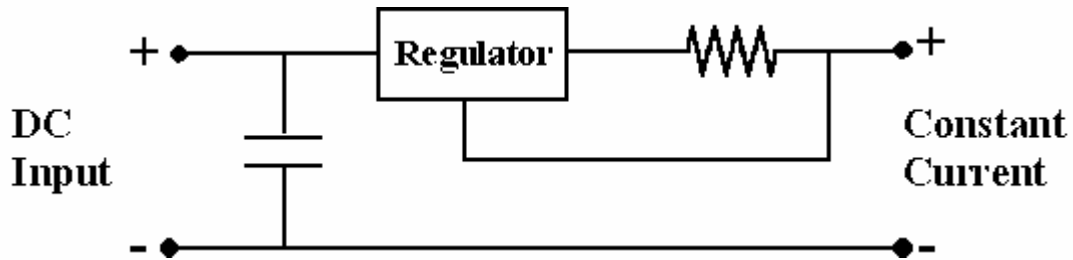 +
Regulator
+
DC
Input
Constant
Current
-
-